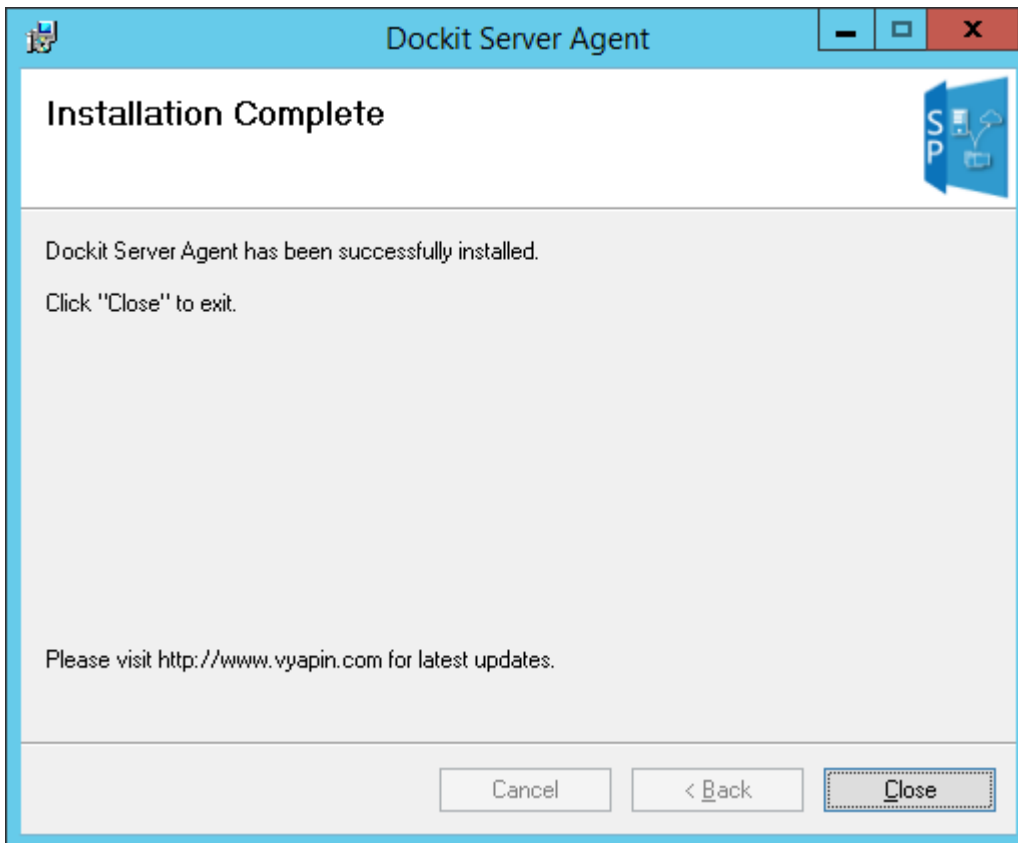 Dockit Server Agent
Installation Complete
S
P
Dockit Server Agent has been successfully installed.
Click "Close" to exit.
Please visit http://www.vyapin.com for latest updates.
Cancel
< Back
Close